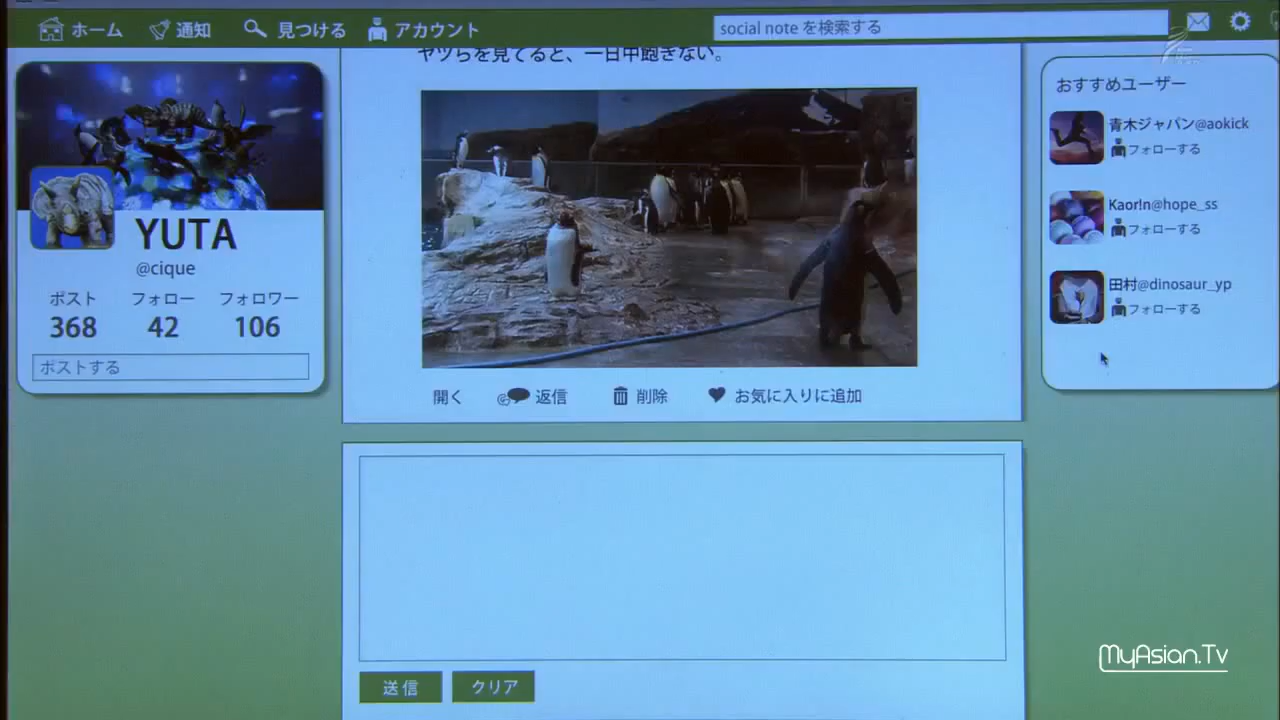 ホーム 通知 見つける アカウント social note を検索する
ヤツらを見てると、一日中飽きない。
YUTA
@cique
ポスト フォロー フォロワー
368 42 106
ポストする
開く 返信 削除 お気に入りに追加
送信 クリア
おすすめユーザー
青木ジャパン@aokick
フォローする
Kaor!n@hope_ss
フォローする
田村@dinosaur_yp
フォローする
MyAsian.Tv